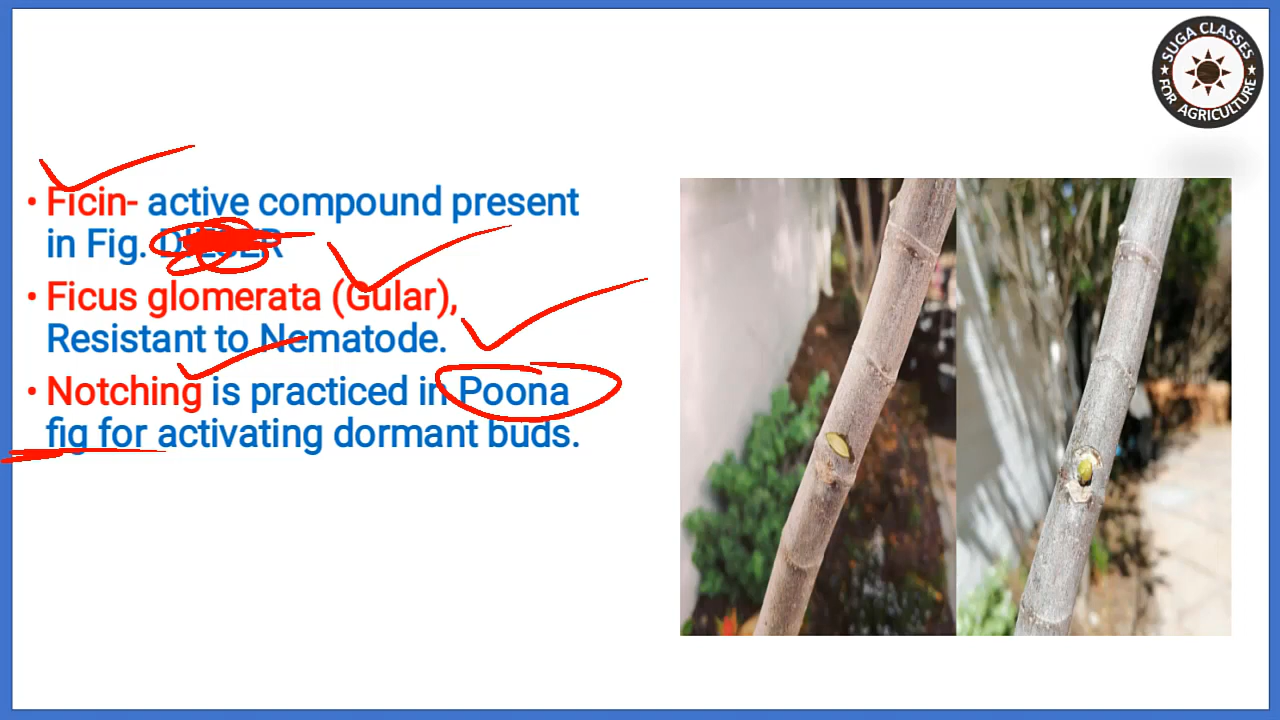 SUGA CLASSES
FOR AGRICULTURE
• Ficin- active compound present
in Fig.
• Ficus glomerata (Gular),
Resistant to Nematode.
• Notching is practiced in Poona
fig for activating dormant buds.